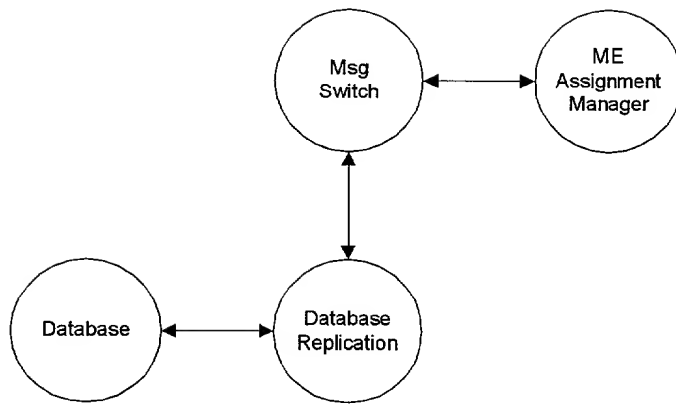 Msg
Switch
ME
Assignment
Manager
Database
Database
Replication